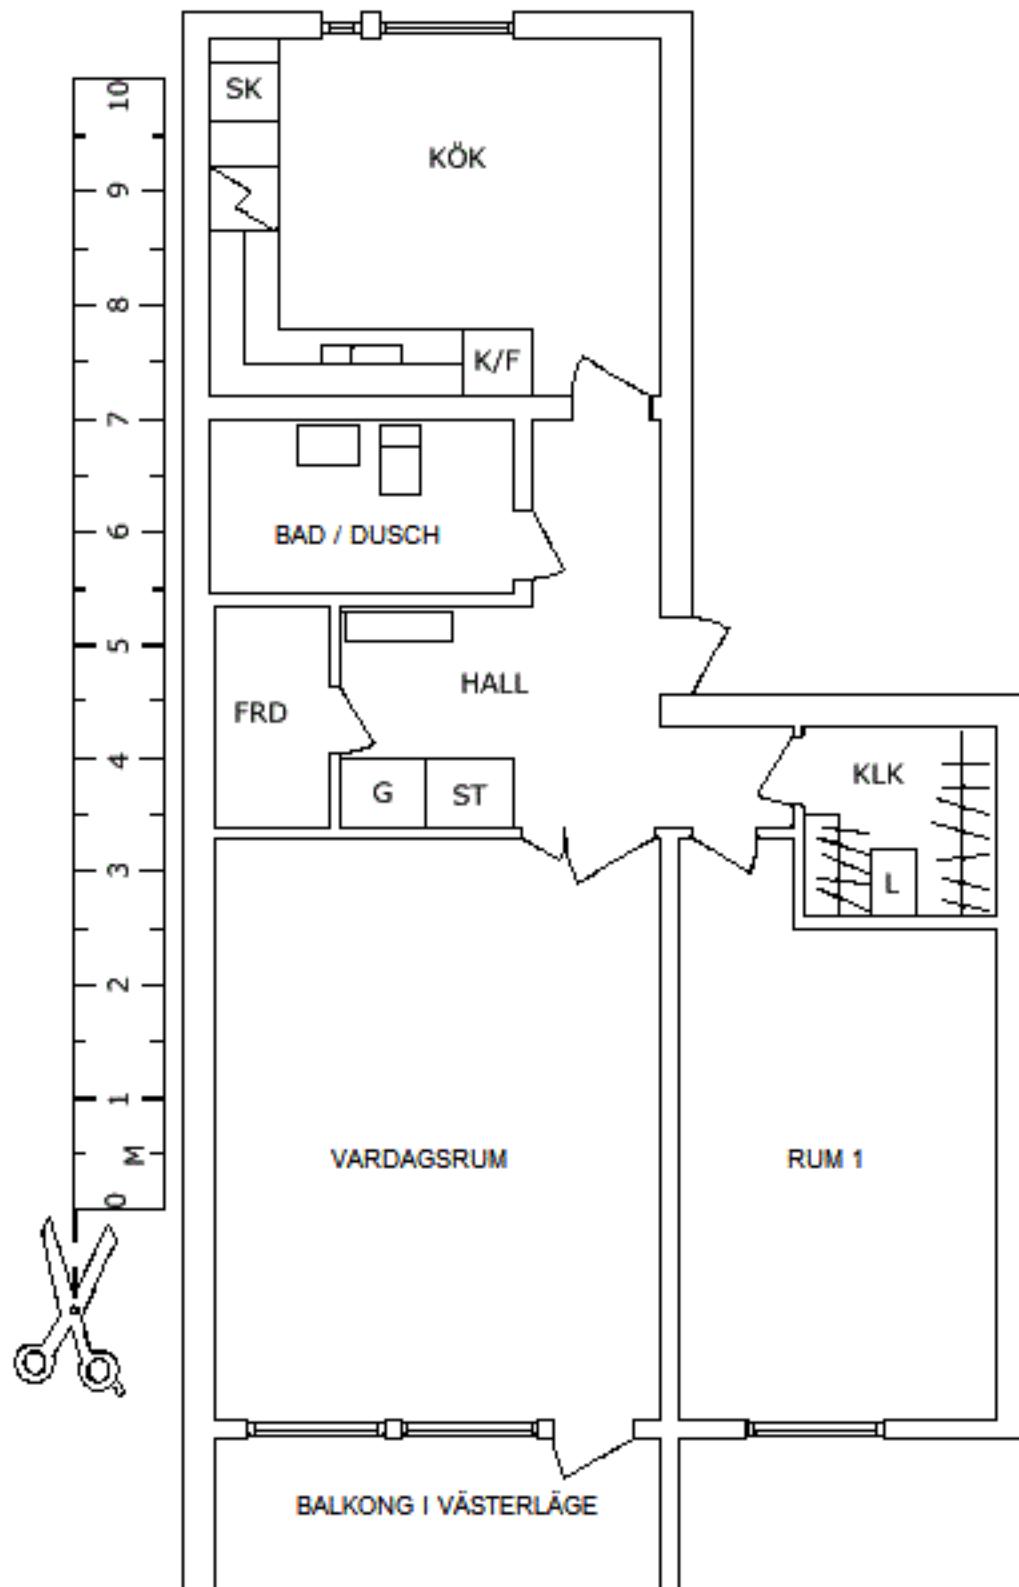 SK
KÖK
K/F
BAD / DUSCH
HALL
FRD
G
ST
KLK
L
VARDAGSRUM
RUM 1
BALKONG I VÄSTERLÄGE
10
9
8
7
6
5
4
3
2
1
M
0